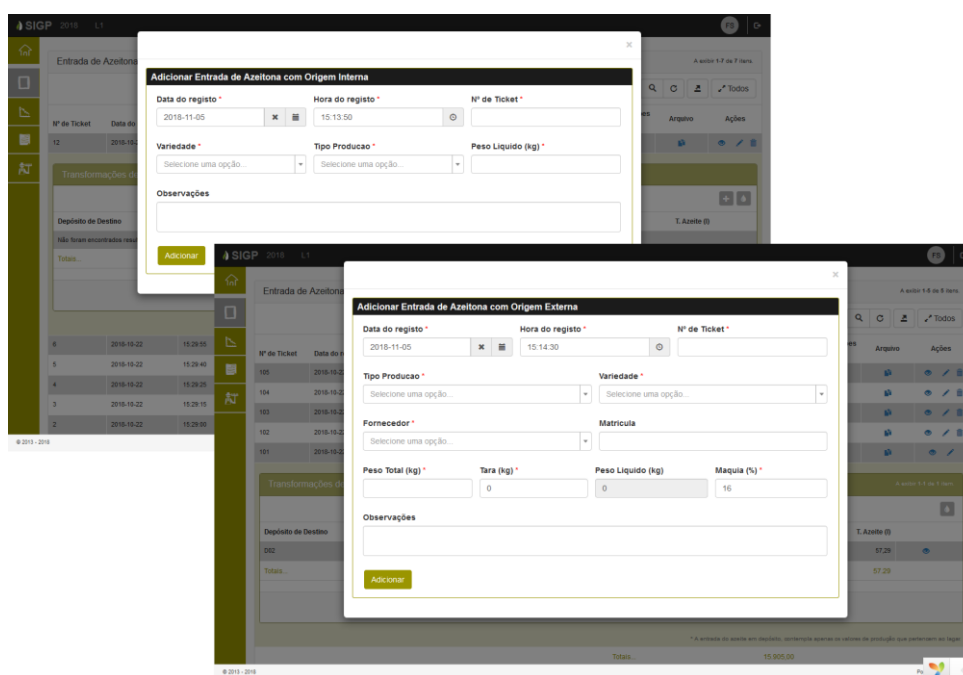 SIGP 2018 L1 FS
×
Entrada de Azeitona
A exibir 1-7 de 7 itens.
Adicionar Entrada de Azeitona com Origem Interna
Todos
Data do registo * Hora do registo * Nº de Ticket *
2018-11-05 15:13:50
Nº de Ticket Data do Arquivo Ações
12 2018-10-2
Variedade * Tipo Producao * Peso Liquido (kg) *
Selecione uma opção... Selecione uma opção...
Transformações de
Observações
Depósito de Destino T. Azeite (l)
Não foram encontrados resul
Totais...
Adicionar
6 2018-10-22 15:29:55
5 2018-10-22 15:29:40
4 2018-10-22 15:29:25
3 2018-10-22 15:29:15
2 2018-10-22 15:29:00
© 2013 - 2018
SIGP 2018 L1 FS
×
Entrada de Azeitona
A exibir 1-5 de 5 itens.
Adicionar Entrada de Azeitona com Origem Externa
Todos
Data do registo * Hora do registo * Nº de Ticket *
2018-11-05 15:14:30
Nº de Ticket Data do r es Arquivo Ações
105 2018-10-22
Tipo Producao * Variedade *
Selecione uma opção... Selecione uma opção...
104 2018-10-22
103 2018-10-22
Fornecedor * Matricula
Selecione uma opção...
102 2018-10-22
101 2018-10-22
Peso Total (kg) * Tara (kg) * Peso Liquido (kg) Maquia (%) *
0 0 16
Transformações de
A exibir 1-1 de 1 item.
Observações
Depósito de Destino T. Azeite (l)
D02 57.29
Totais... 57.29
Adicionar
* A entrada do azeite em depósito, contempla apenas os valores de produção que pertencem ao lagar.
Totais... 15.905,00
© 2013 - 2018 Po